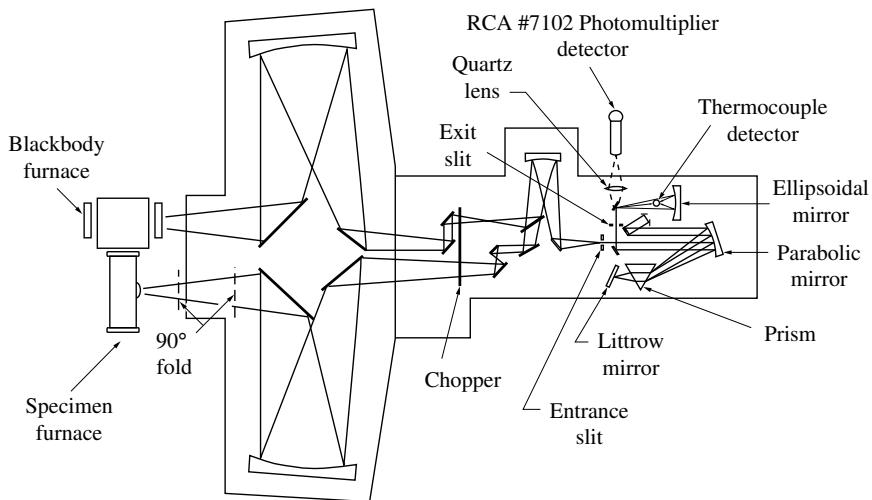 RCA #7102 Photomultiplier
detector
Quartz
lens
Thermocouple
detector
Exit
slit
Blackbody
furnace
Ellipsoidal
mirror
Parabolic
mirror
Prism
90°
fold
Littrow
mirror
Chopper
Specimen
furnace
Entrance
slit